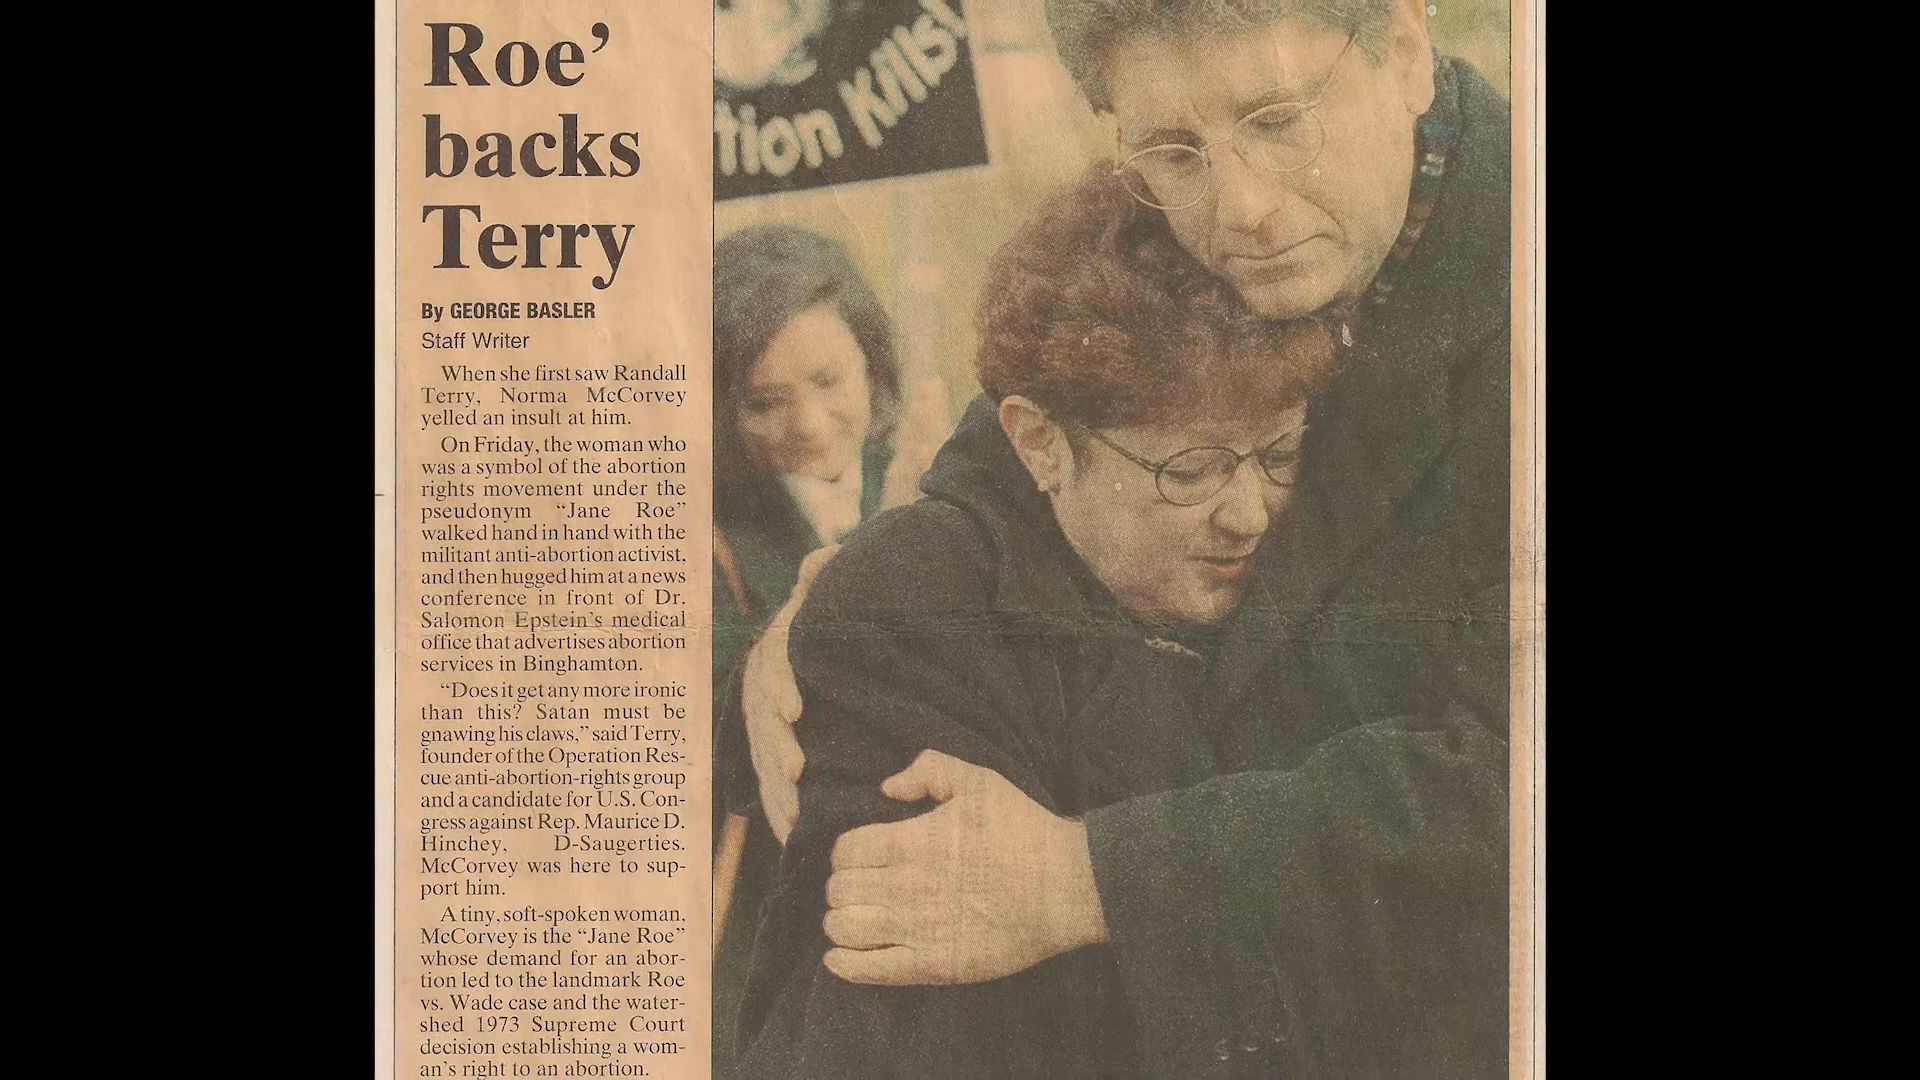 Roe’
backs
Terry
By GEORGE BASLER
Staff Writer
When she first saw Randall
Terry, Norma McCorvey
yelled an insult at him.
On Friday, the woman who
was a symbol of the abortion
rights movement under the
pseudonym “Jane Roe”
walked hand in hand with the
militant anti-abortion activist,
and then hugged him at a news
conference in front of Dr.
Salomon Epstein’s medical
office that advertises abortion
services in Binghamton.
“Does it get any more ironic
than this? Satan must be
gnawing his claws,” said Terry,
founder of the Operation Res-
cue anti-abortion-rights group
and a candidate for U.S. Con-
gress against Rep. Maurice D.
Hinchey, D-Saugerties.
McCorvey was here to sup-
port him.
A tiny, soft-spoken woman,
McCorvey is the “Jane Roe”
whose demand for an abor-
tion led to the landmark Roe
vs. Wade case and the water-
shed 1973 Supreme Court
decision establishing a wom-
an’s right to an abortion.
tion Kills!